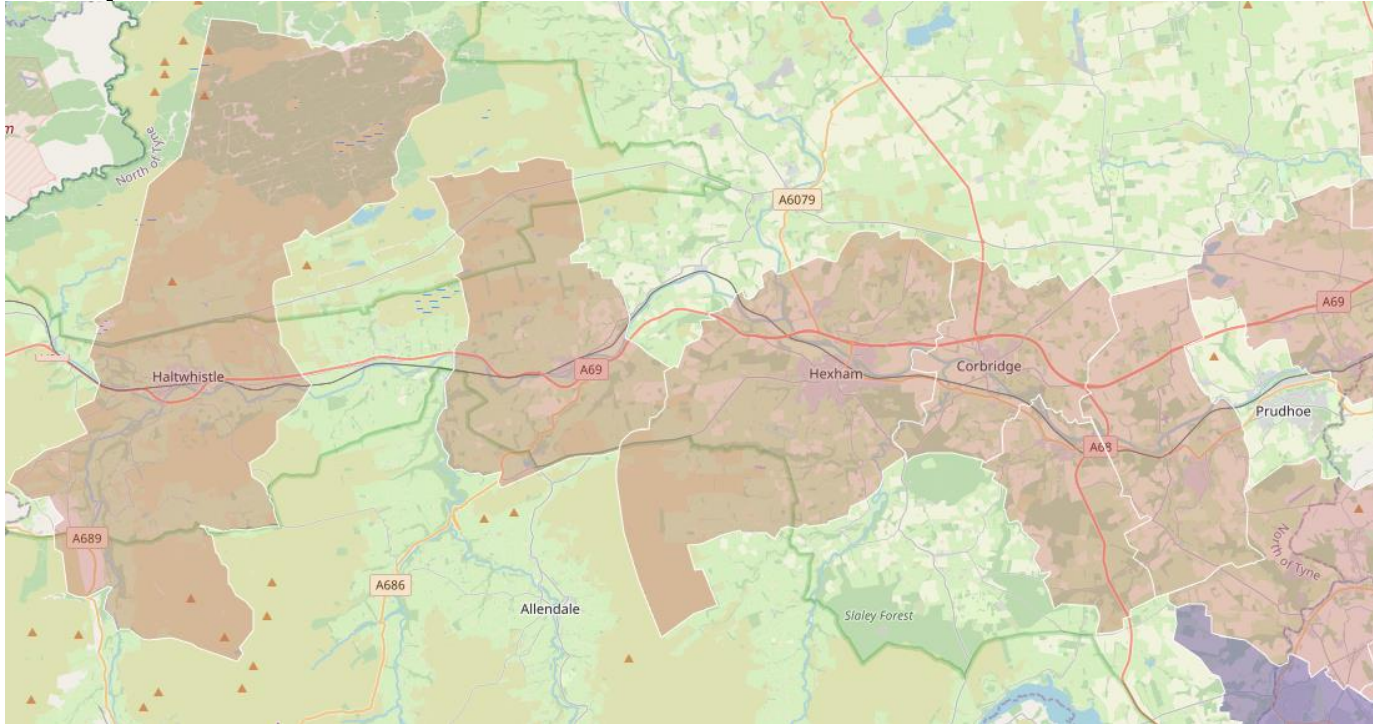 North of Tyne
m
A6079
A69
Haltwhistle
A69
Hexham
Corbridge
Prudhoe
A68
A689
North of Tyne
A686
Allendale
Slaley Forest